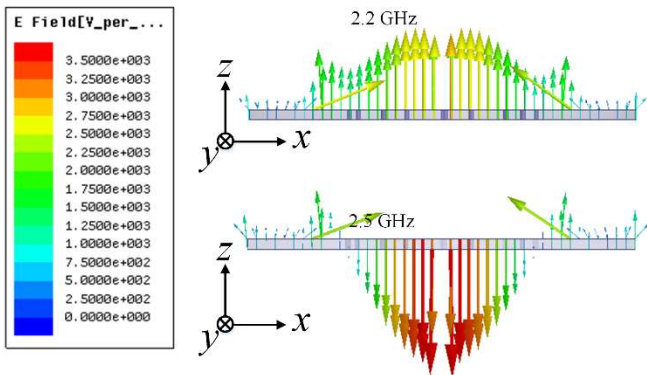 E Field[V_per_...
3.5000e+003
3.2500e+003
3.0000e+003
2.7500e+003
2.5000e+003
2.2500e+003
2.0000e+003
1.7500e+003
1.5000e+003
1.2500e+003
1.0000e+003
7.5000e+002
5.0000e+002
2.5000e+002
0.0000e+000
2.2 GHz
z
y
x
2.5 GHz
z
y
x